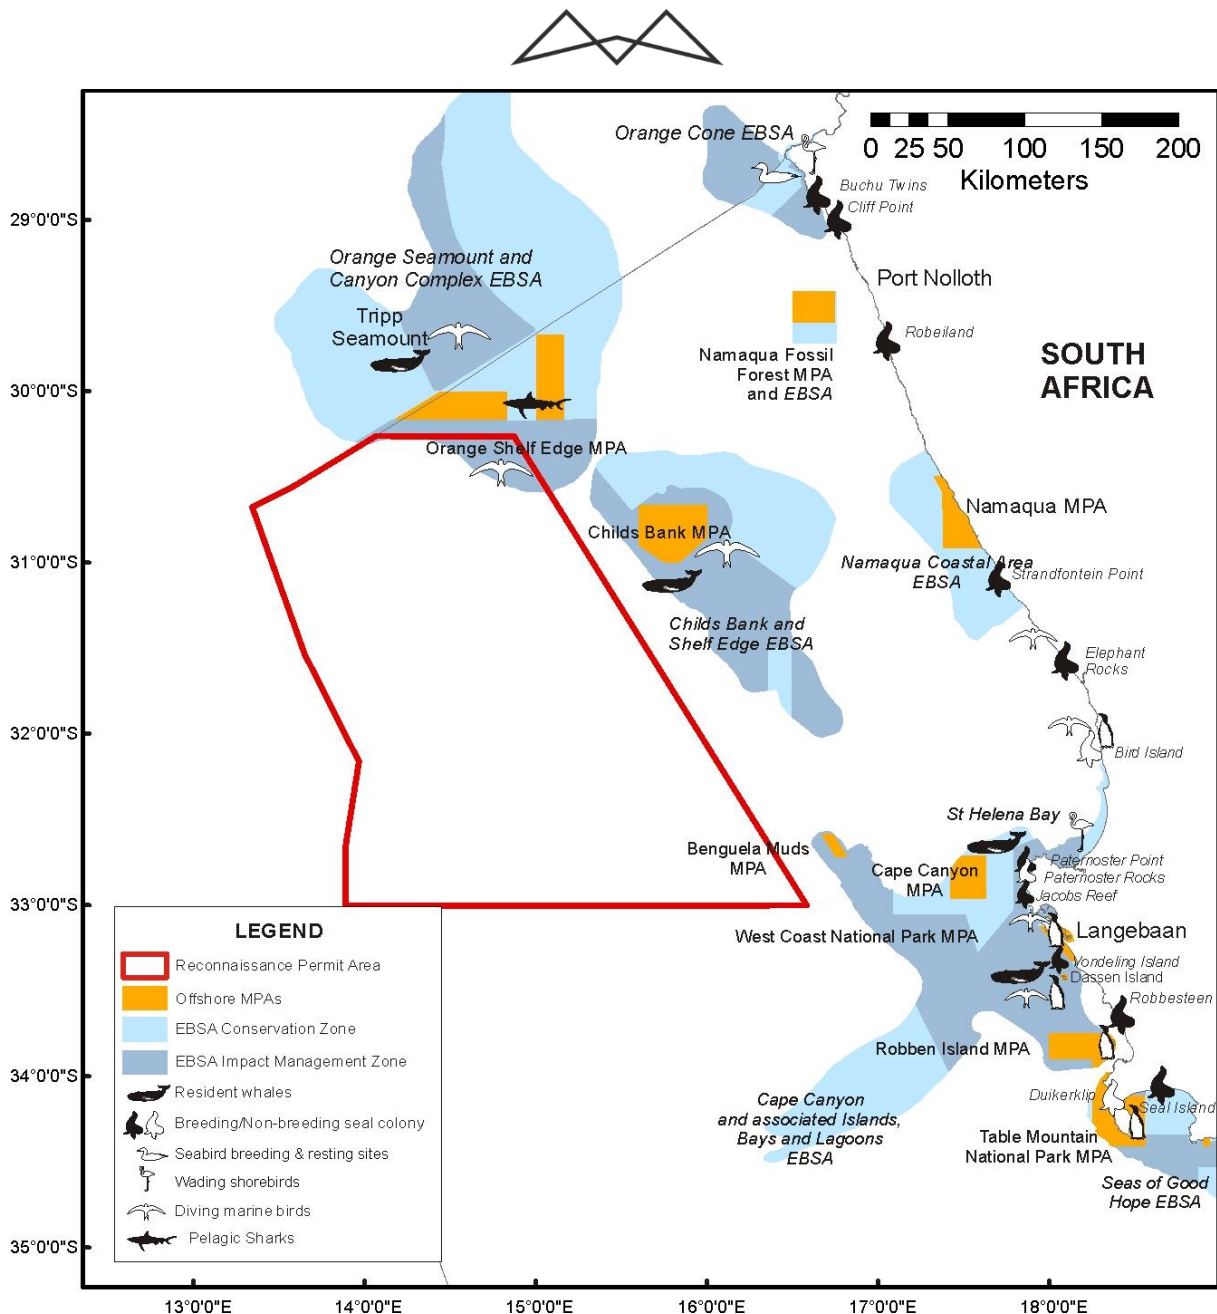 Orange Cone EBSA
0 25 50 100 150 200
Kilometers
Buchu Twins
Cliff Point
29°0'0"S
Orange Seamount and
Canyon Complex EBSA
Port Nolloth
Tripp
Seamount
Robeiland
Namaqua Fossil
Forest MPA
and EBSA
SOUTH
AFRICA
30°0'0"S
Orange Shelf Edge MPA
Namaqua MPA
Childs Bank MPA
31°0'0"S
Namaqua Coastal Area
EBSA
Strandfontein Point
Childs Bank and
Shelf Edge EBSA
Elephant
Rocks
32°0'0"S
Bird Island
St Helena Bay
Benguela Muds
MPA
Cape Canyon
MPA
Paternoster Point
Paternoster Rocks
Jacobs Reef
33°0'0"S
West Coast National Park MPA
Langebaan
Vondeling Island
Dassen Island
Robbesteen
Robben Island MPA
34°0'0"S
Duikerklip
Seal Island
Cape Canyon
and associated Islands,
Bays and Lagoons
EBSA
Table Mountain
National Park MPA
Seas of Good
Hope EBSA
35°0'0"S
LEGEND
Reconnaissance Permit Area
Offshore MPAs
EBSA Conservation Zone
EBSA Impact Management Zone
Resident whales
Breeding/Non-breeding seal colony
Seabird breeding & resting sites
Wading shorebirds
Diving marine birds
Pelagic Sharks
13°0'0"E 14°0'0"E 15°0'0"E 16°0'0"E 17°0'0"E 18°0'0"E